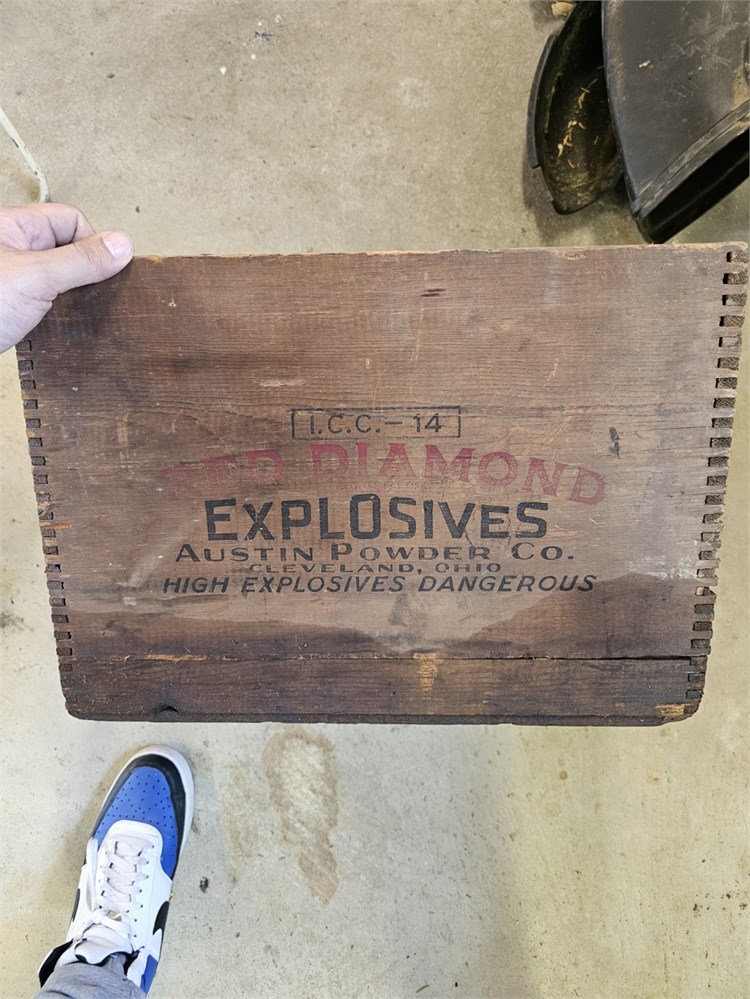 I.C.C.-14
RED DIAMOND
EXPLOSIVES
AUSTIN POWDER CO.
CLEVELAND, OHIO
HIGH EXPLOSIVES DANGEROUS